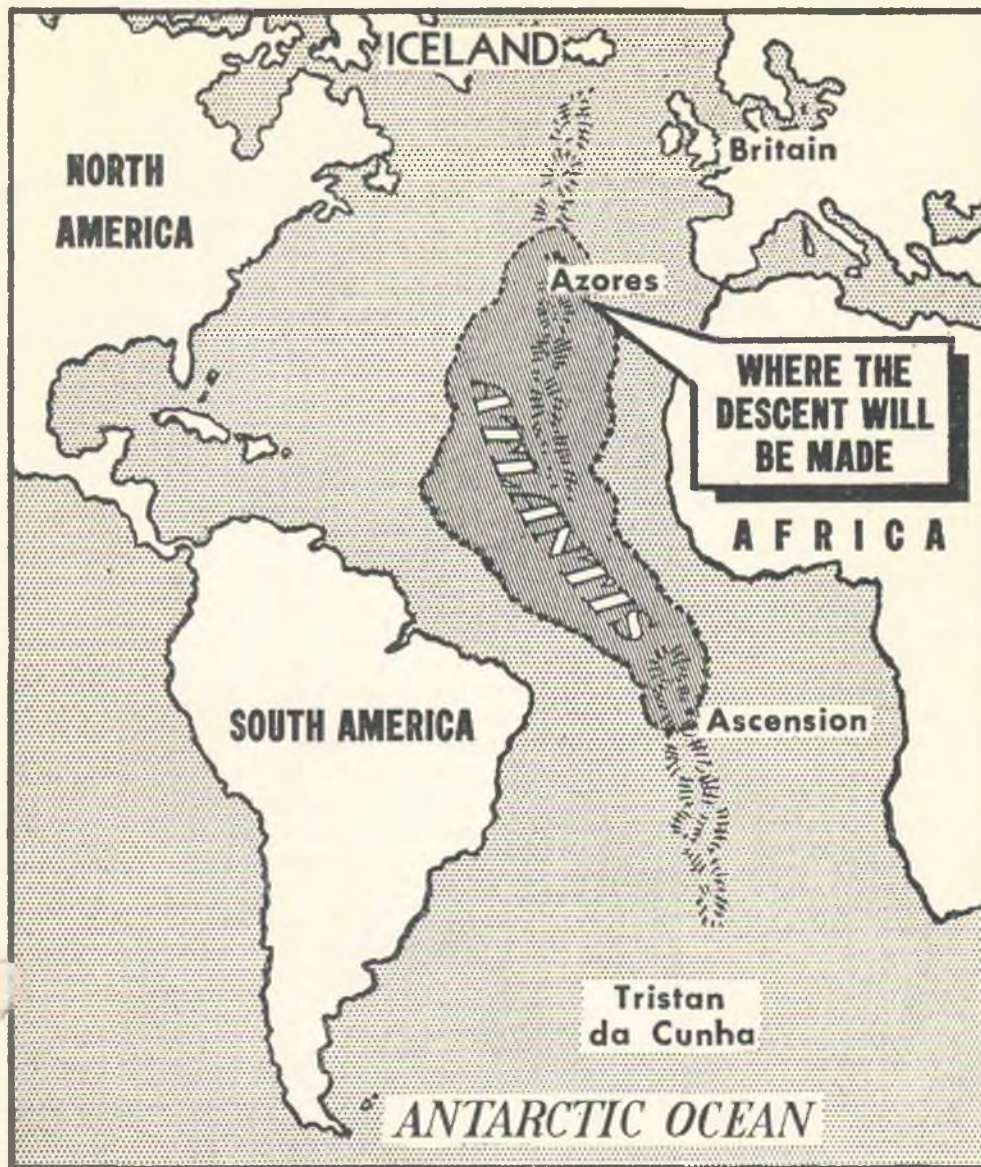 ICELAND
Britain
NORTH
AMERICA
Azores
WHERE THE
DESCENT WILL
BE MADE
ATLANTIS
AFRICA
SOUTH AMERICA
Ascension
Tristan
da Cunha
ANTARCTIC OCEAN